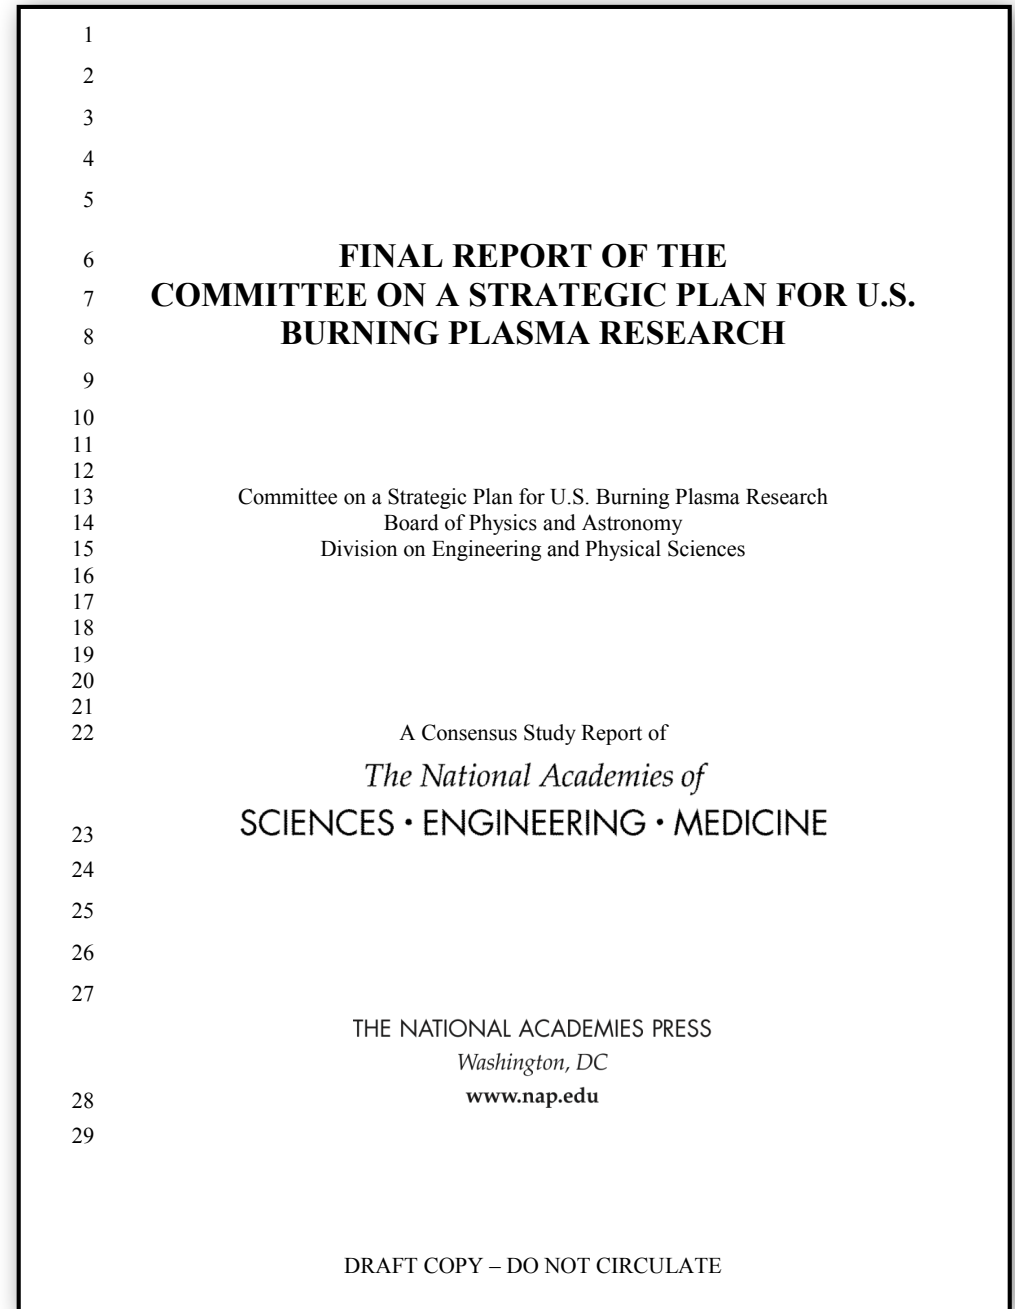 1
2
3
4
5
6 FINAL REPORT OF THE
7 COMMITTEE ON A STRATEGIC PLAN FOR U.S.
8 BURNING PLASMA RESEARCH
9
10
11
12
13 Committee on a Strategic Plan for U.S. Burning Plasma Research
14 Board of Physics and Astronomy
15 Division on Engineering and Physical Sciences
16
17
18
19
20
21
22 A Consensus Study Report of
The National Academies of
23 SCIENCES • ENGINEERING • MEDICINE
24
25
26
27
THE NATIONAL ACADEMIES PRESS
Washington, DC
28 www.nap.edu
29
DRAFT COPY – DO NOT CIRCULATE